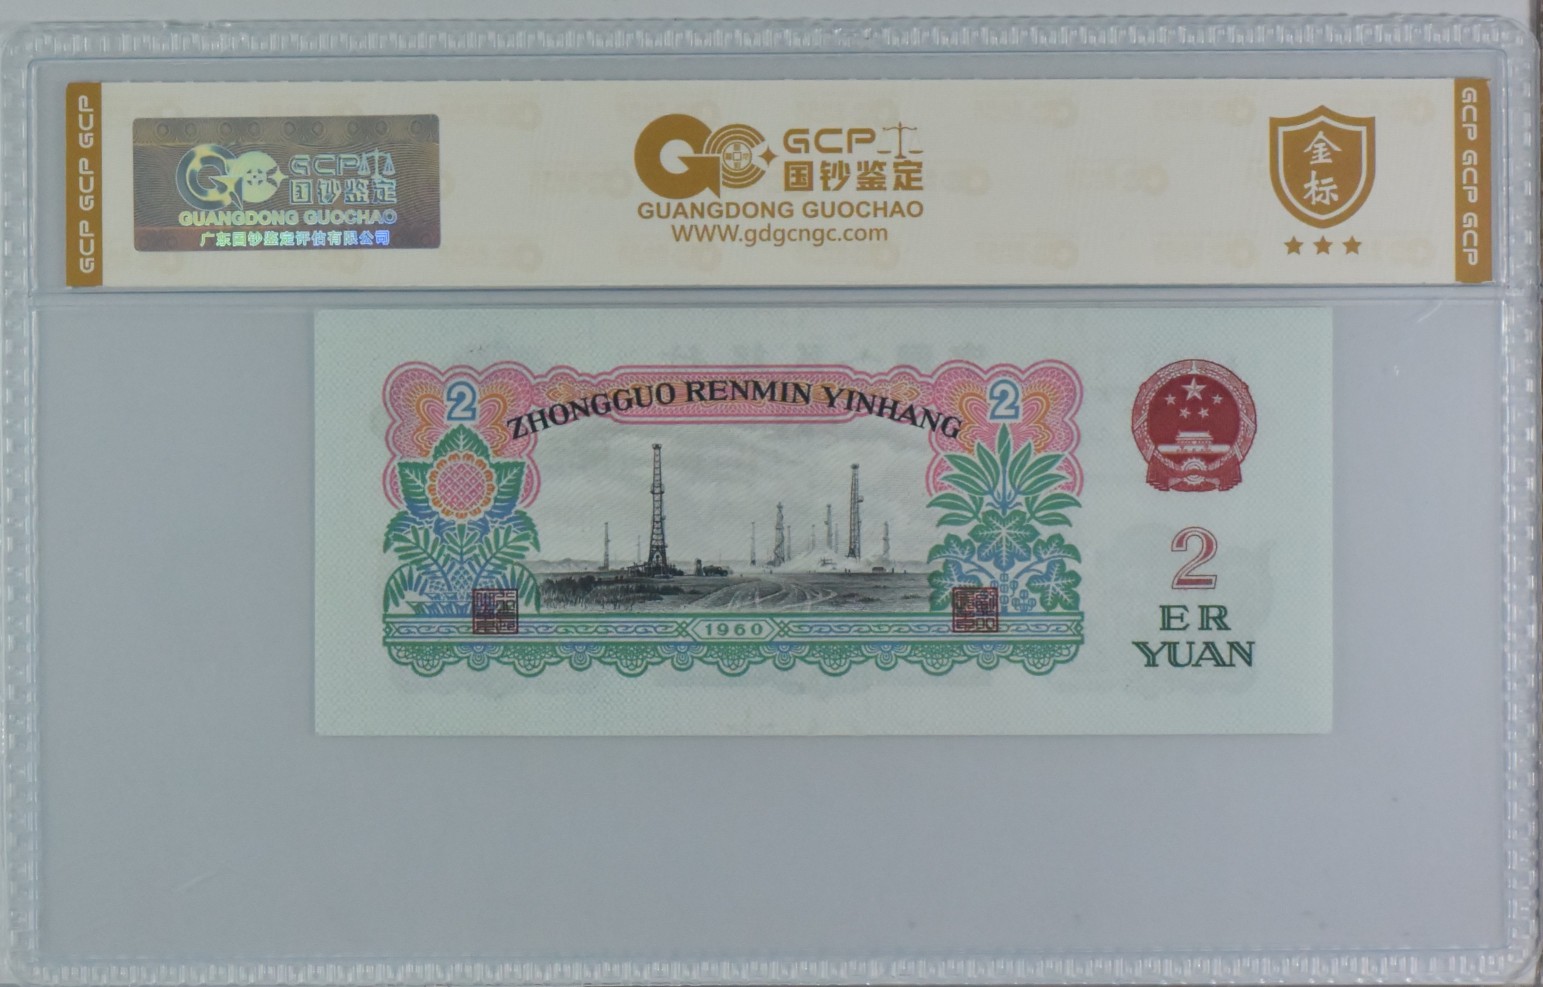 GCP GCP GCP
GCP
国钞鉴定
GUANGDONG GUOCHAO
广东国钞鉴定评估有限公司
GCP
国钞鉴定
GUANGDONG GUOCHAO
WWW.gdgcngc.com
金
标
GCP GCP GCP
2
ZHONGGUO RENMIN YINHANG
2
1960
2
ER
YUAN